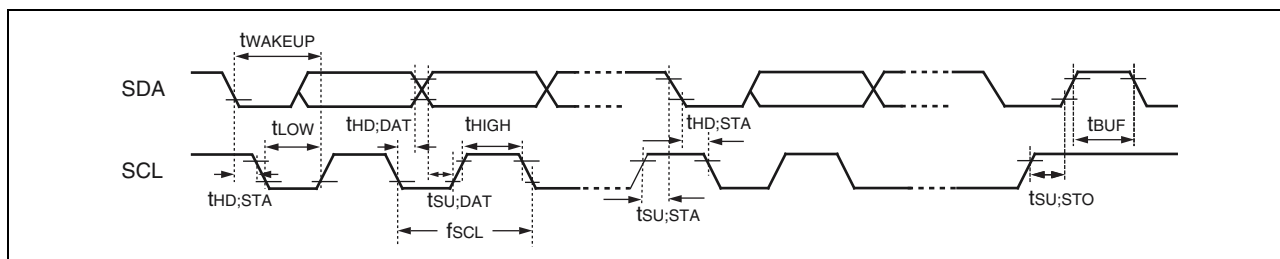 tWAKEUP
SDA
tLOW
tHD;DAT
tHIGH
tHD;STA
tBUF
SCL
tHD;STA
tSU;DAT
tSU;STA
tSU;STO
fSCL